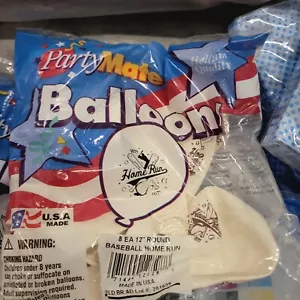 PartyMate
Balloons
Home Run
U.S.A
MADE
WARNING:
CHOKING HAZARD
Children under 8 years
can choke or suffocate on
uninflated or broken balloons.
Adult supervision required.
8 EA 12" ROUND
BASEBALL HOME RUN
MADE IN USA